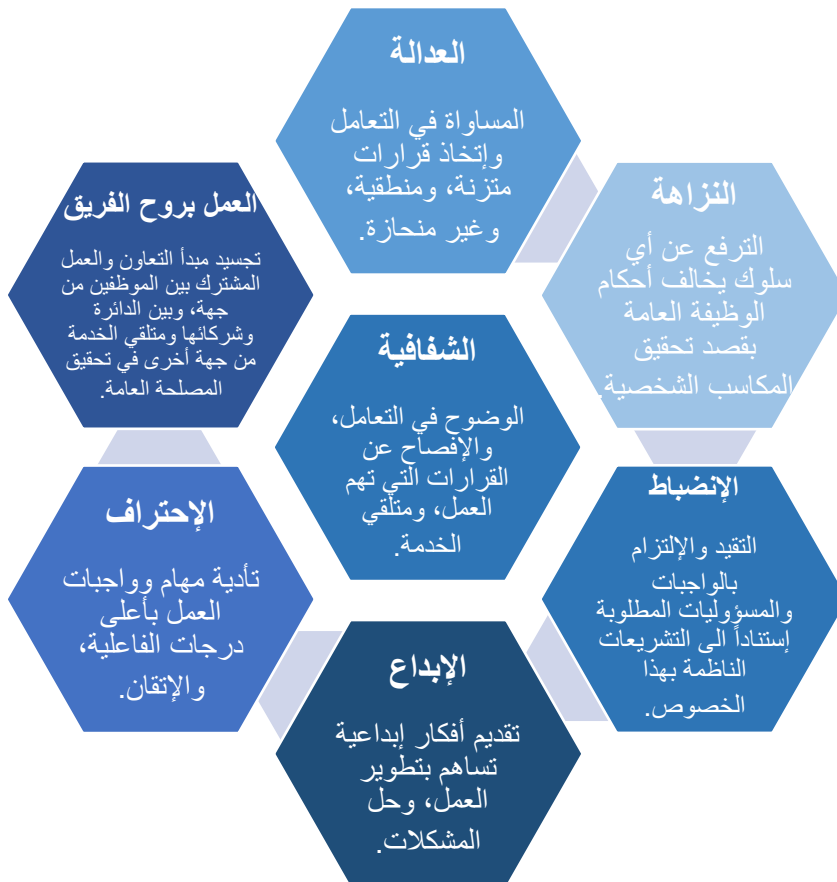 العدالة
المساواة في التعامل
وإتخاذ قرارات
متزنة، ومنطقية،
وغير منحازة.
النزاهة
الترفع عن أي
سلوك يخالف أحكام
الوظيفة العامة
بقصد تحقيق
المكاسب الشخصية.
العمل بروح الفريق
تجسيد مبدأ التعاون والعمل
المشترك بين الموظفين من
جهة، وبين الدائرة
وشركائها ومتلقي الخدمة
من جهة أخرى في تحقيق
المصلحة العامة.
الشفافية
الوضوح في التعامل،
والإفصاح عن
القرارات التي تهم
العمل، ومتلقي
الخدمة.
الإنضباط
التقيد والإلتزام
بالواجبات
والمسؤوليات المطلوبة
إستناداً الى التشريعات
الناظمة بهذا
الخصوص.
الإحتراف
تأدية مهام وواجبات
العمل بأعلى
درجات الفاعلية،
والإتقان.
الإبداع
تقديم أفكار إبداعية
تساهم بتطوير
العمل، وحل
المشكلات.